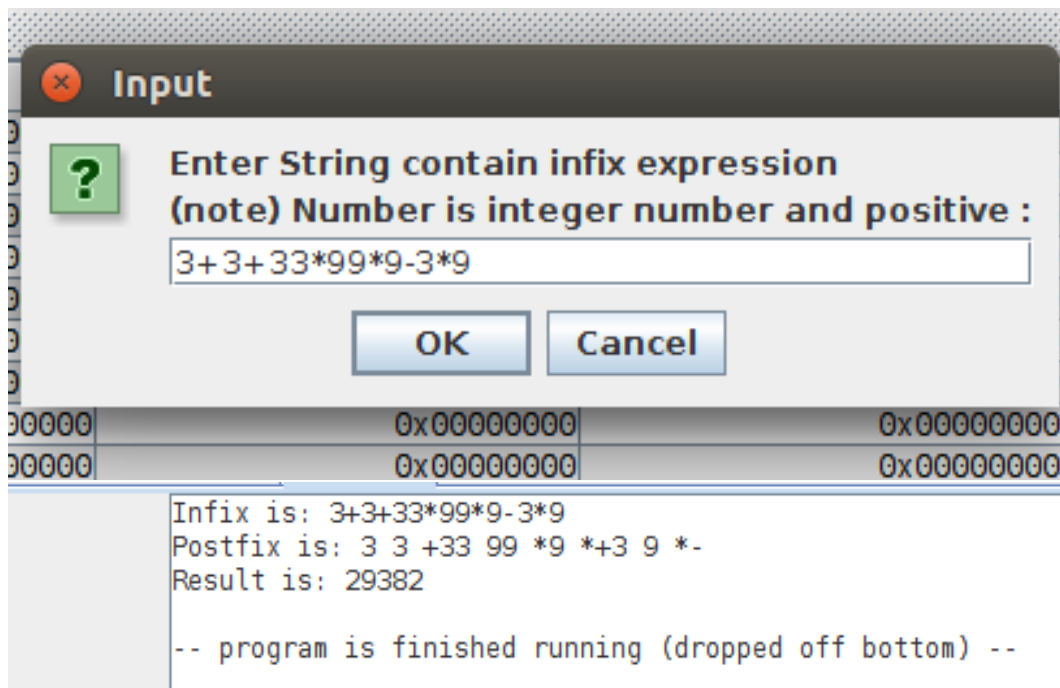 Input
Enter String contain infix expression
(note) Number is integer number and positive :
3+3+33*99*9-3*9
OK Cancel
00000 0x00000000 0x00000000
00000 0x00000000 0x00000000
Infix is: 3+3+33*99*9-3*9
Postfix is: 3 3 +33 99 *9 *+3 9 *-
Result is: 29382
-- program is finished running (dropped off bottom) --